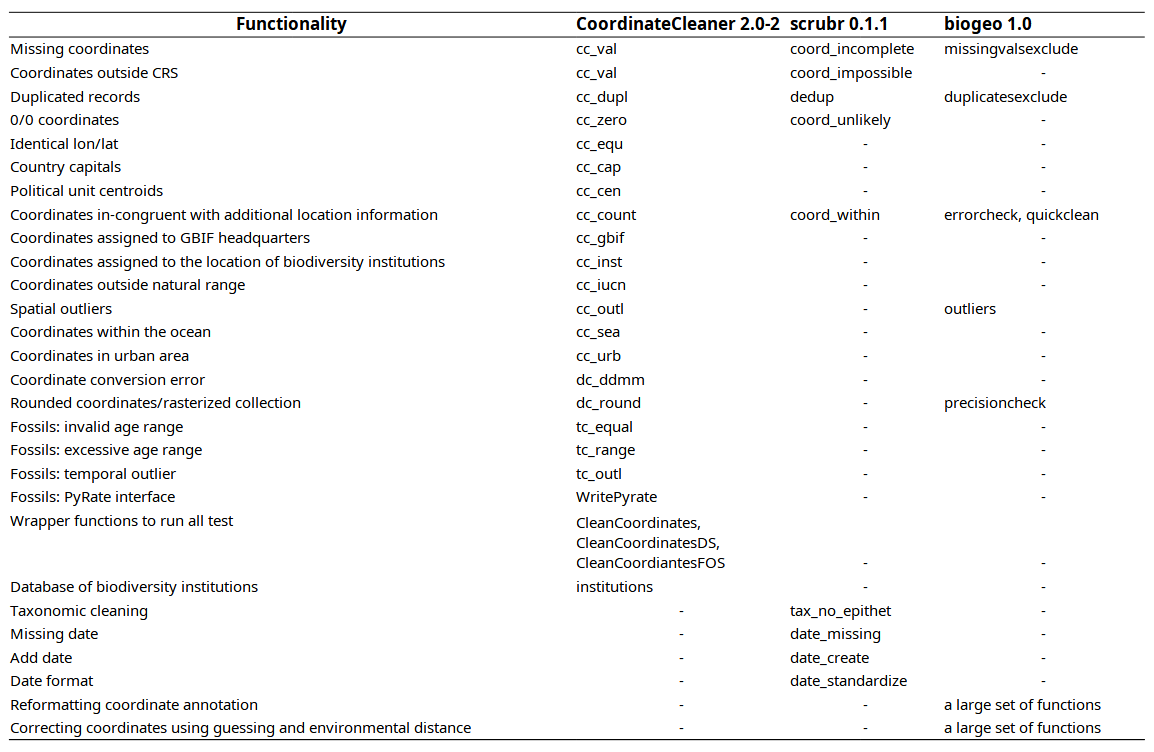 Functionality CoordinateCleaner 2.0-2 scrubr 0.1.1 biogeo 1.0
Missing coordinates cc_val coord_incomplete missingvalsexclude
Coordinates outside CRS cc_val coord_impossible -
Duplicated records cc_dupl dedup duplicatesexclude
0/0 coordinates cc_zero coord_unlikely -
Identical lon/lat cc_equ - -
Country capitals cc_cap - -
Political unit centroids cc_cen - -
Coordinates in-congruent with additional location information cc_count coord_within errorcheck, quickclean
Coordinates assigned to GBIF headquarters cc_gbif - -
Coordinates assigned to the location of biodiversity institutions cc_inst - -
Coordinates outside natural range cc_iucn - -
Spatial outliers cc_outl - outliers
Coordinates within the ocean cc_sea - -
Coordinates in urban area cc_urb - -
Coordinate conversion error dc_ddmm - -
Rounded coordinates/rasterized collection dc_round - precisioncheck
Fossils: invalid age range tc_equal - -
Fossils: excessive age range tc_range - -
Fossils: temporal outlier tc_outl - -
Fossils: PyRate interface WritePyrate - -
Wrapper functions to run all test CleanCoordinates,
CleanCoordinatesDS,
CleanCoordiantesFOS - -
Database of biodiversity institutions institutions - -
Taxonomic cleaning - tax_no_epithet -
Missing date - date_missing -
Add date - date_create -
Date format - date_standardize -
Reformatting coordinate annotation - - a large set of functions
Correcting coordinates using guessing and environmental distance - - a large set of functions